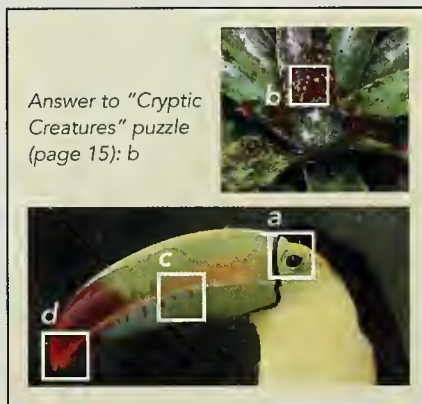 Answer to “Cryptic
Creatures” puzzle
(page 15): b
b
a
c
d